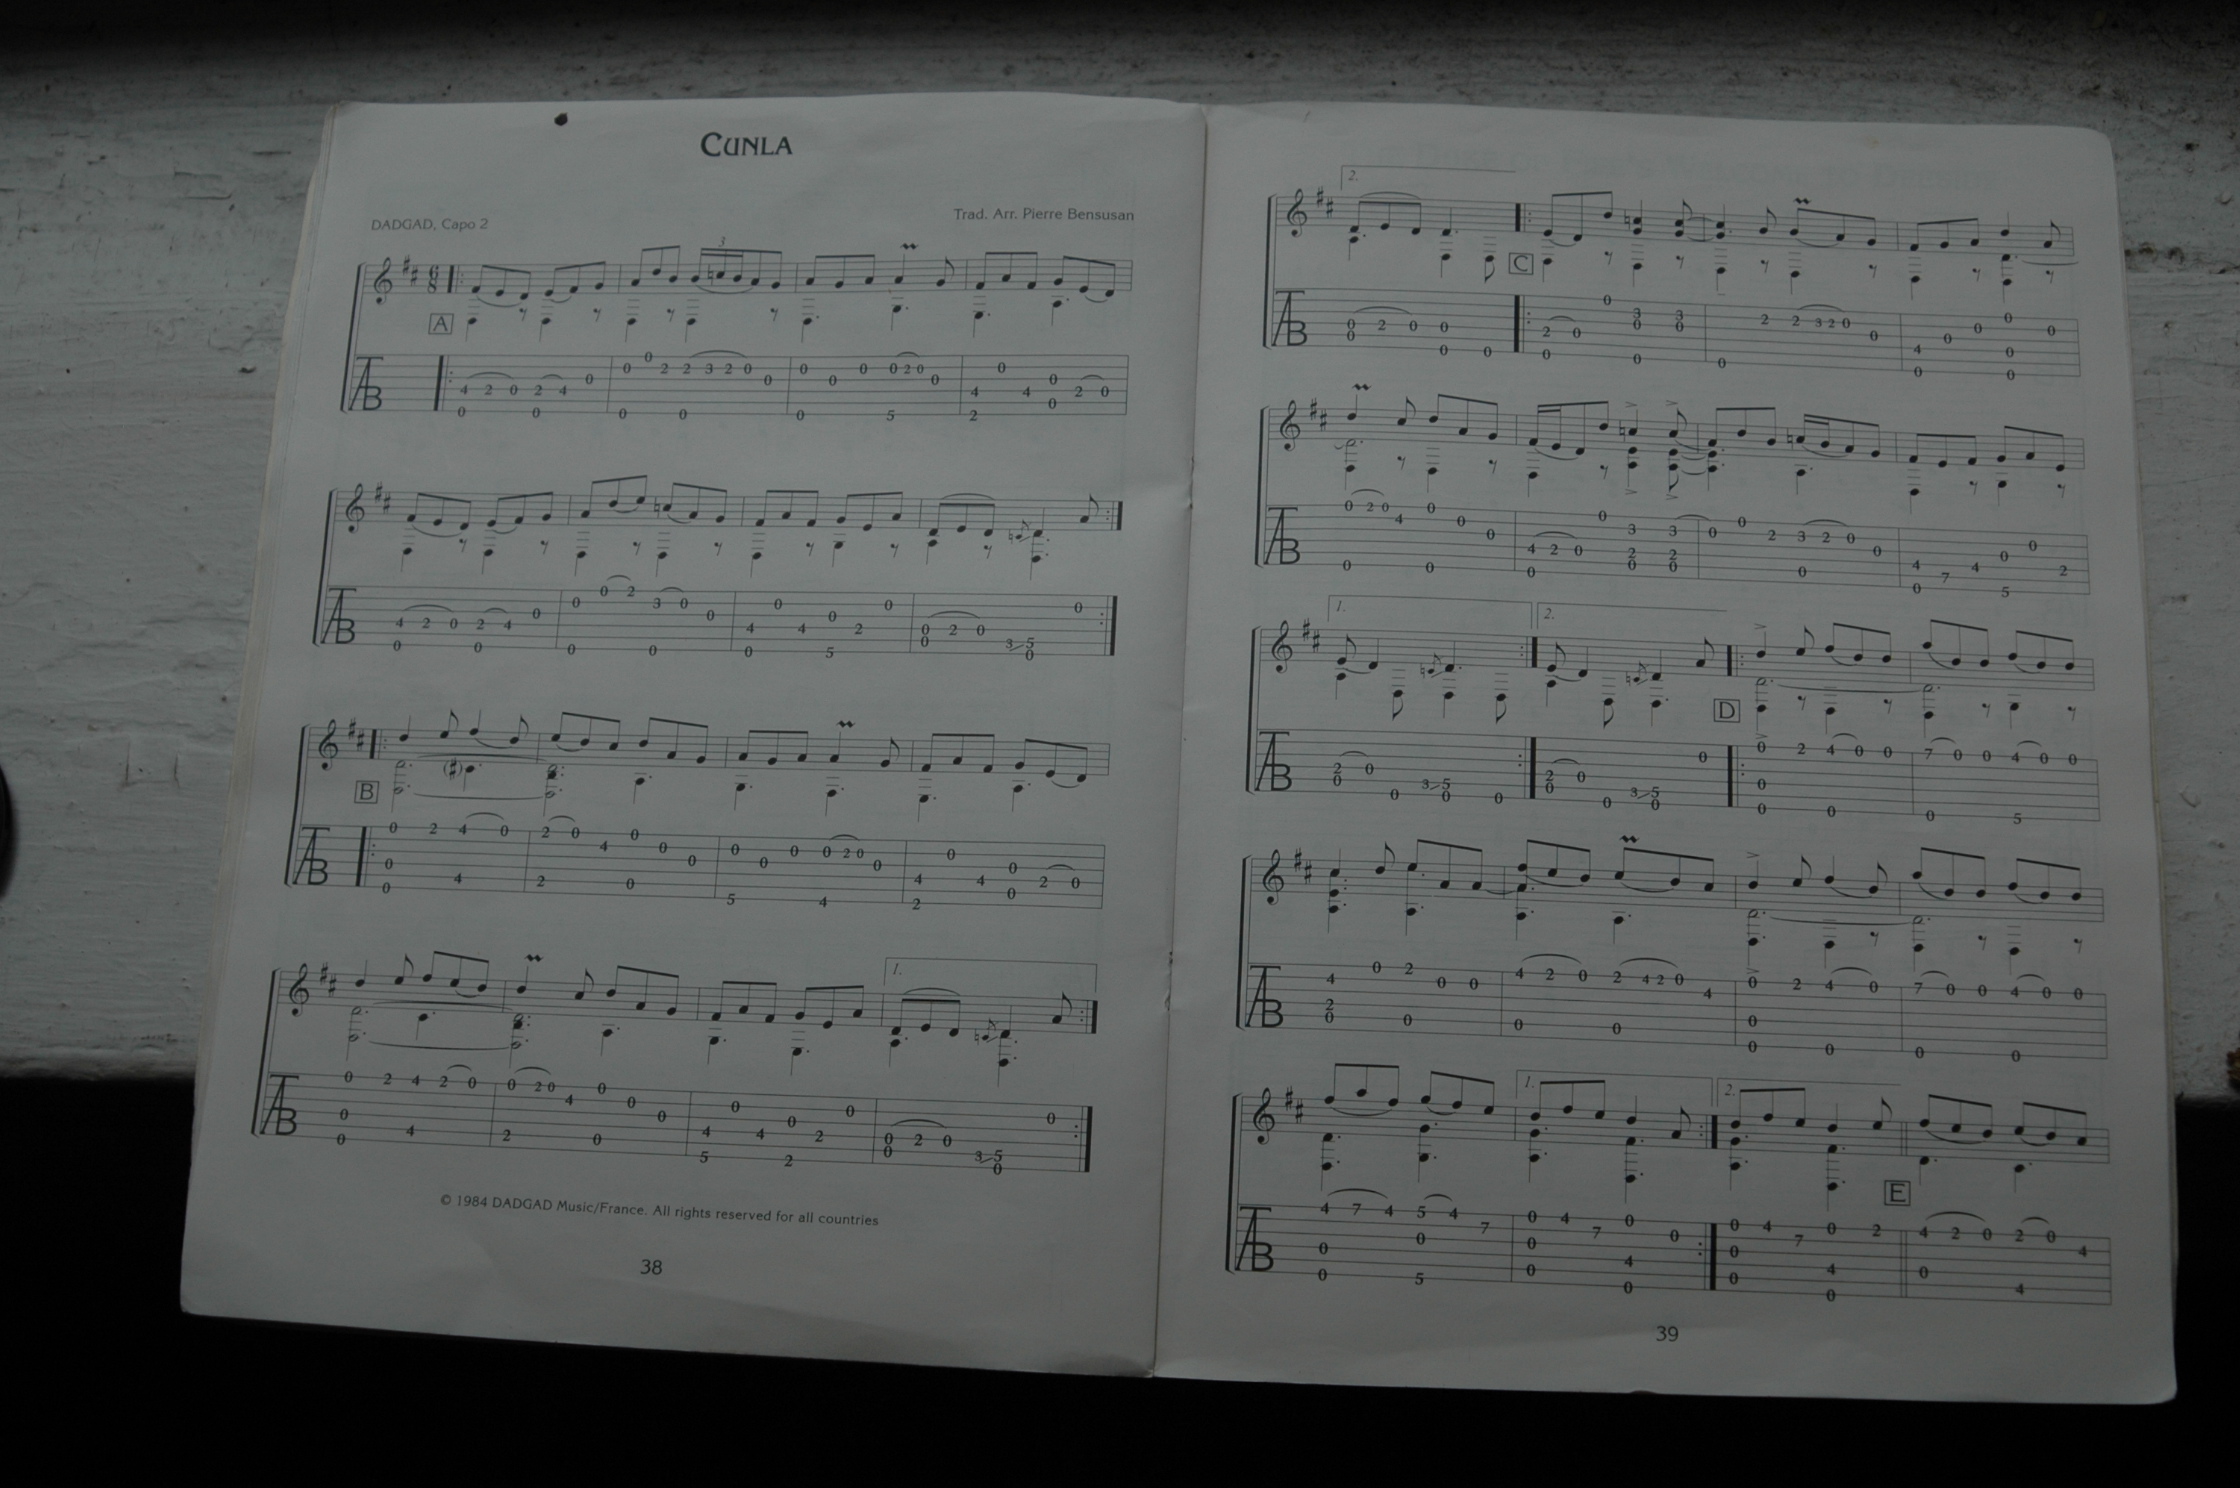 CUNLA
DADGAD, Capo 2
Trad. Arr. Pierre Bensusan
A
3
B
1.
© 1984 DADGAD Music/France. All rights reserved for all countries
38
2.
C
1.
2.
D
1.
2.
E
39